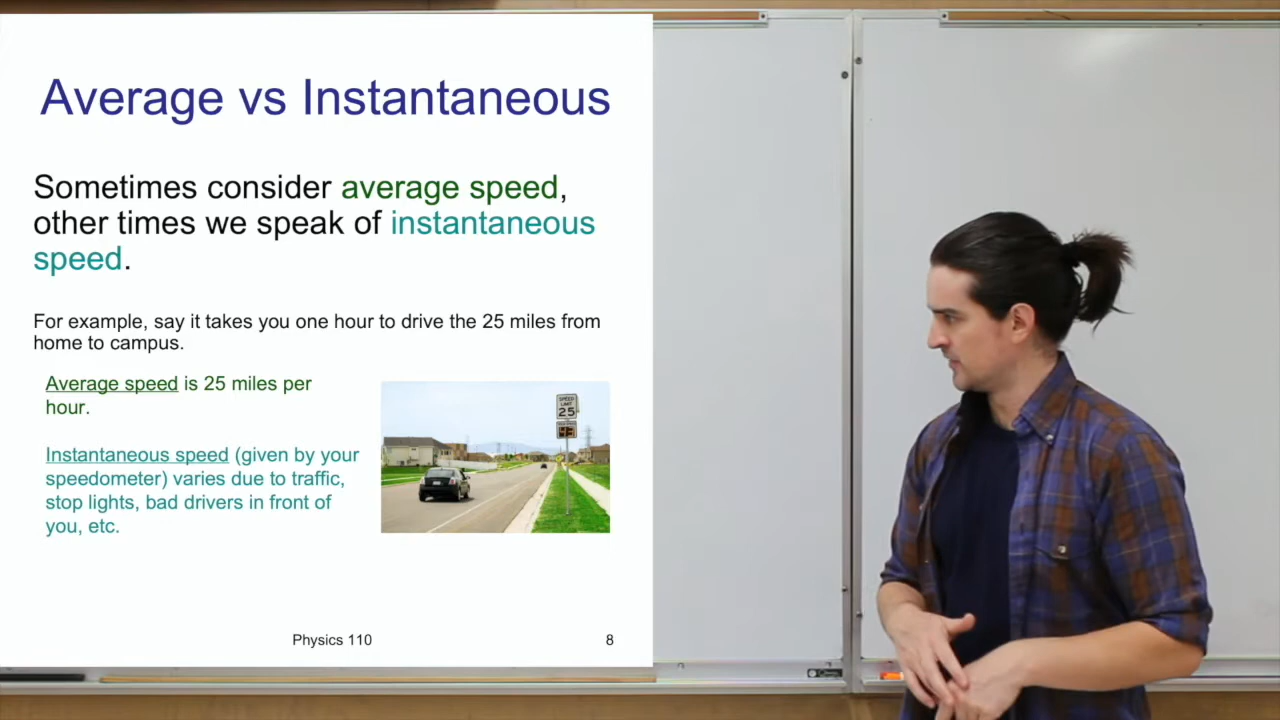 Average vs Instantaneous
Sometimes consider average speed,
other times we speak of instantaneous
speed.
For example, say it takes you one hour to drive the 25 miles from
home to campus.
Average speed is 25 miles per
hour.
Instantaneous speed (given by your
speedometer) varies due to traffic,
stop lights, bad drivers in front of
you, etc.
SPEED
LIMIT
25
Physics 110
8